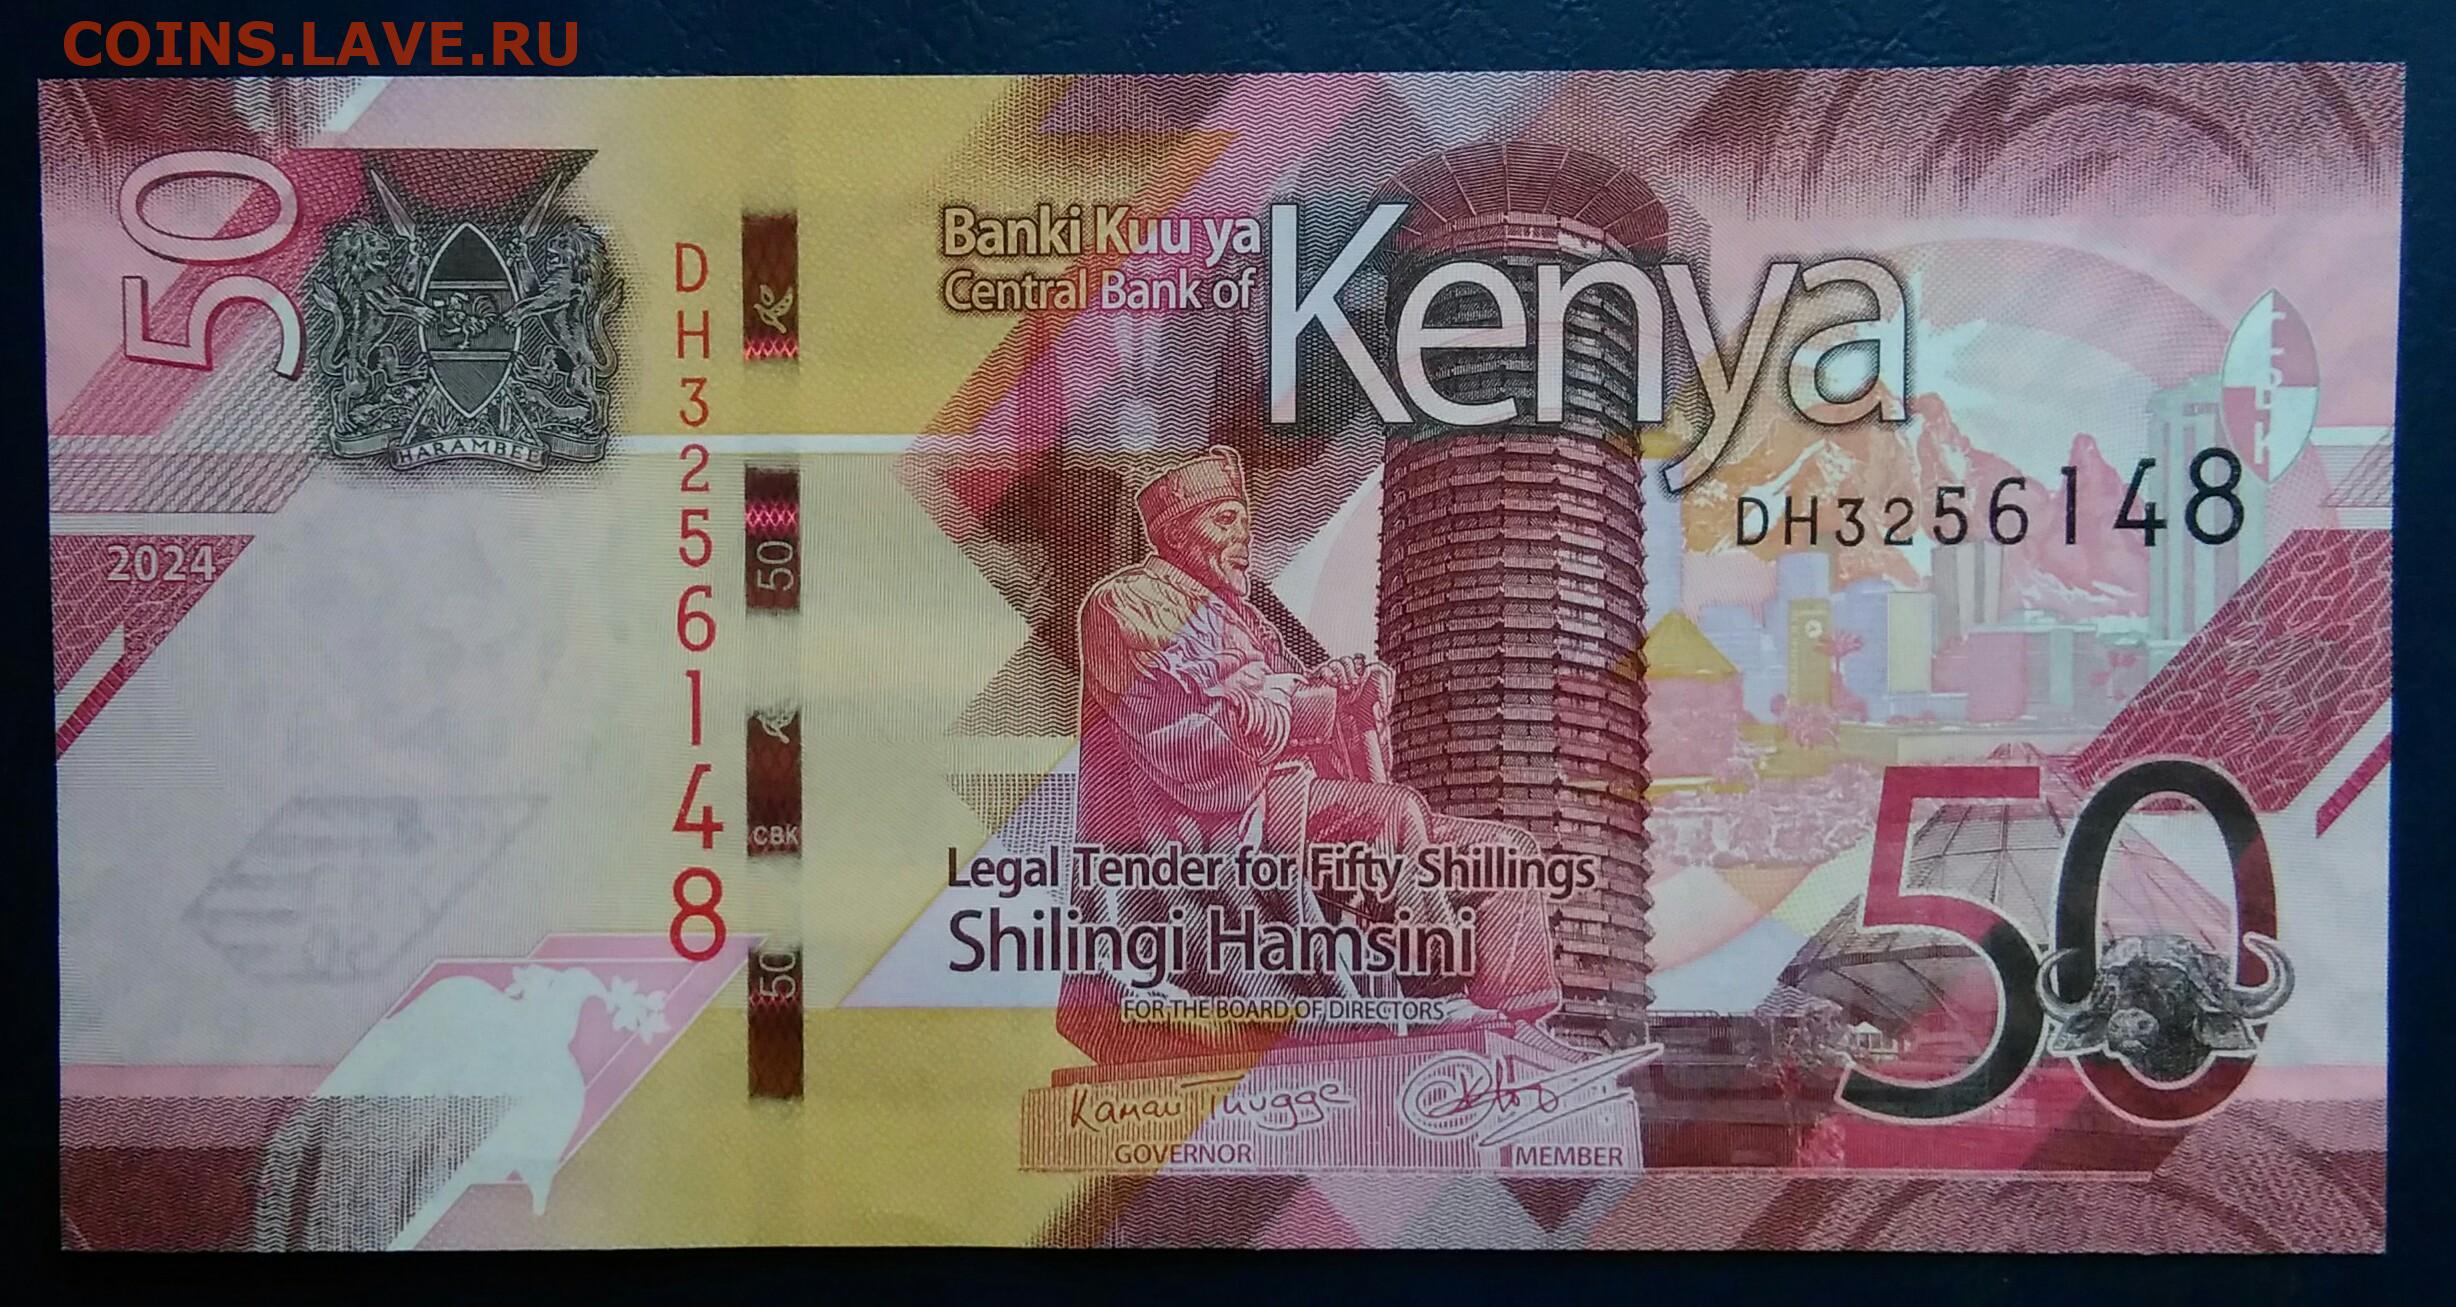 COINS.LAVE.RU
50
HARAMBEE
2024
DH3256148
50
CBK
50
Banki Kuu ya
Central Bank of
Kenya
DH3256148
Legal Tender for Fifty Shillings
Shilingi Hamsini
FOR THE BOARD OF DIRECTORS
Kamau Thugge
GOVERNOR
MEMBER
50